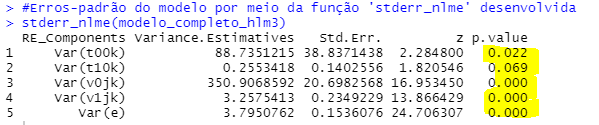 > #Erros-padrão do modelo por meio da função 'stderr_nlme' desenvolvida
> stderr_nlme(modelo_completo_hlm3)
RE_Components Variance.Estimatives Std.Err. z p.value
1 Var(t00k) 88.7351215 38.8371438 2.284800 0.022
2 Var(t10k) 0.2553418 0.1402556 1.820546 0.069
3 Var(v0jk) 350.9068592 20.6982568 16.953450 0.000
4 Var(v1jk) 3.2575413 0.2349229 13.866429 0.000
5 Var(e) 3.7950762 0.1536076 24.706307 0.000